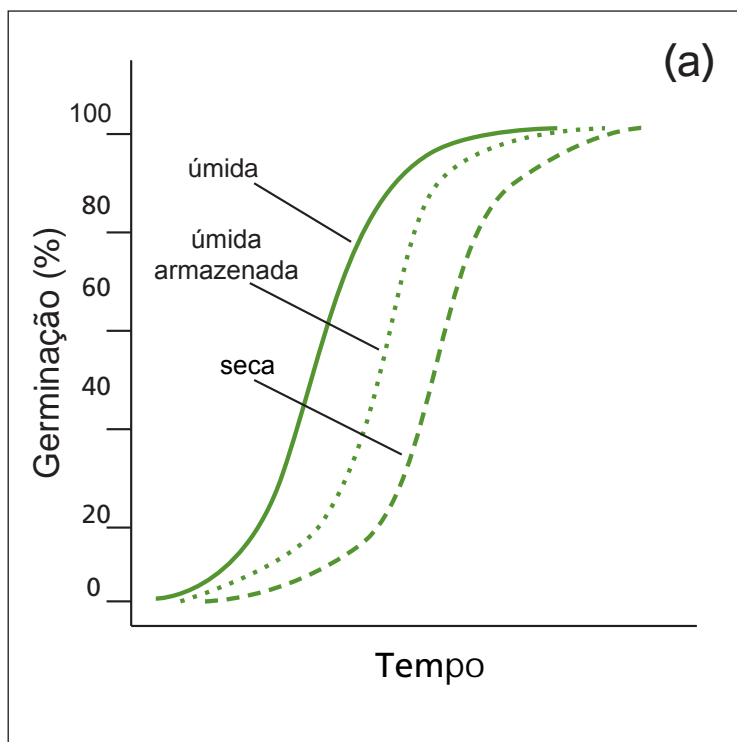 (a)
100
80
60
40
20
0
Germinação (%)
úmida
úmida
armazenada
seca
Tempo